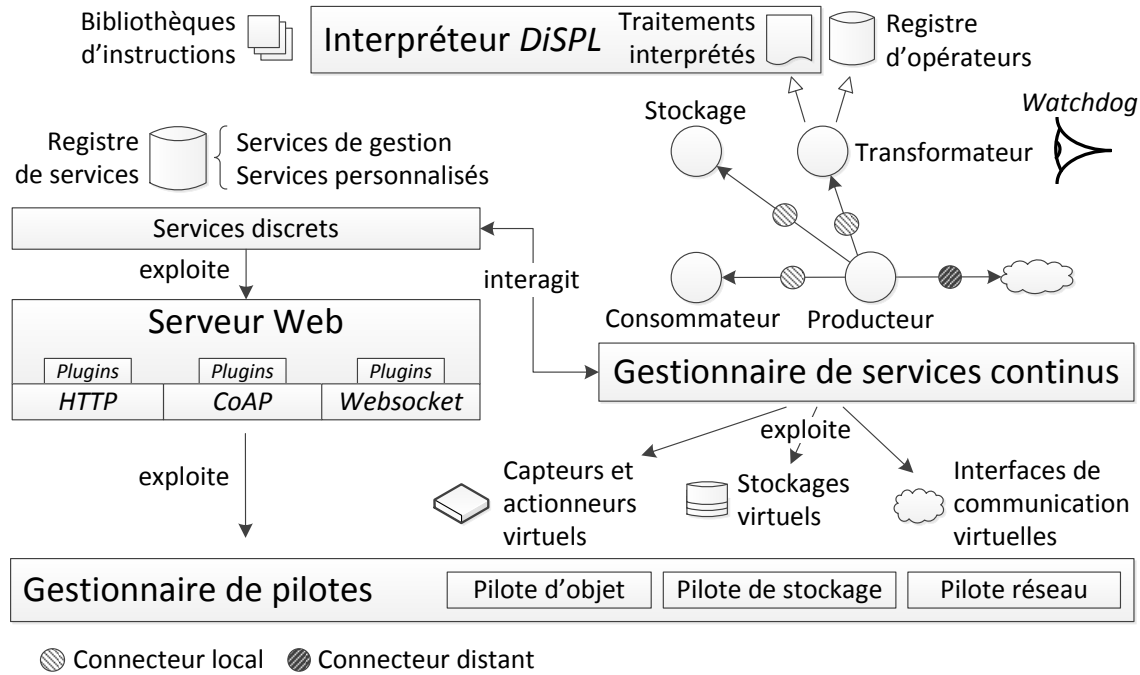 Bibliothèques
d'instructions
Interpréteur DiSPL
Traitements
interprétés
Registre
d'opérateurs
Stockage
Watchdog
Transformateur
Registre
de services
Services de gestion
Services personnalisés
Services discrets
exploite
interagit
Consommateur
Producteur
Serveur Web
Plugins
Plugins
Plugins
HTTP
CoAP
Websocket
Gestionnaire de services continus
exploite
exploite
Capteurs et
actionneurs
virtuels
Stockages
virtuels
Interfaces de
communication
virtuelles
Gestionnaire de pilotes
Pilote d'objet
Pilote de stockage
Pilote réseau
Connecteur local
Connecteur distant